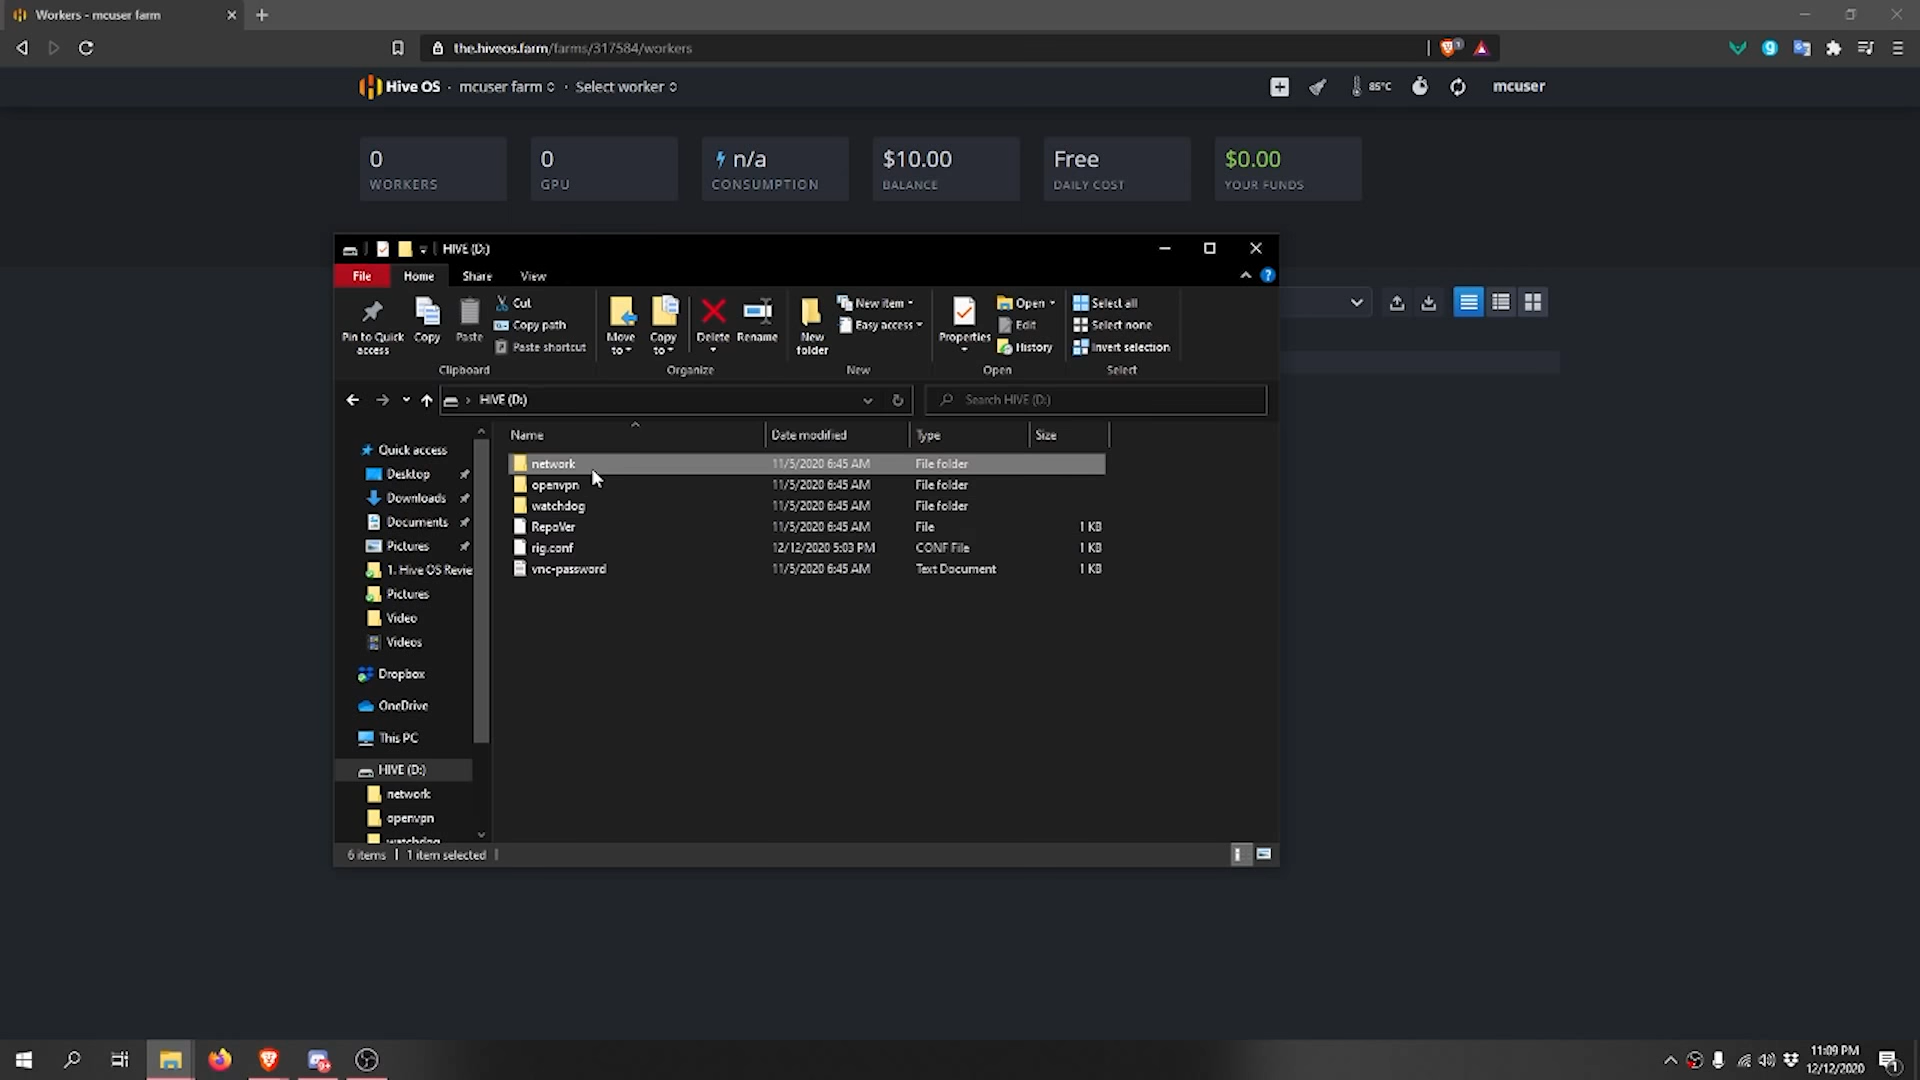 Workers - mcuser farm
the.hiveos.farm/farms/317584/workers
1
Hive OS · mcuser farm · Select worker
85°C
mcuser
0
WORKERS
0
GPU
n/a
CONSUMPTION
$10.00
BALANCE
Free
DAILY COST
$0.00
YOUR FUNDS
HIVE (D:)
File
Home
Share
View
Pin to Quick access
Copy
Paste
Cut
Copy path
Paste shortcut
Clipboard
Move to
Copy to
Delete
Rename
Organize
New folder
New item
Easy access
New
Properties
Open
Edit
History
Open
Select all
Select none
Invert selection
Select
HIVE (D:)
Search HIVE (D:)
Name
Date modified
Type
Size
network 11/5/2020 6:45 AM File folder
openvpn 11/5/2020 6:45 AM File folder
watchdog 11/5/2020 6:45 AM File folder
RepoVer 11/5/2020 6:45 AM File 1 KB
rig.conf 12/12/2020 5:03 PM CONF File 1 KB
vnc-password 11/5/2020 6:45 AM Text Document 1 KB
Quick access
Desktop
Downloads
Documents
Pictures
1. Hive OS Revie
Pictures
Video
Videos
Dropbox
OneDrive
This PC
HIVE (D:)
network
openvpn
watchdog
6 items
1 item selected
9+
11:09 PM
12/12/2020
1